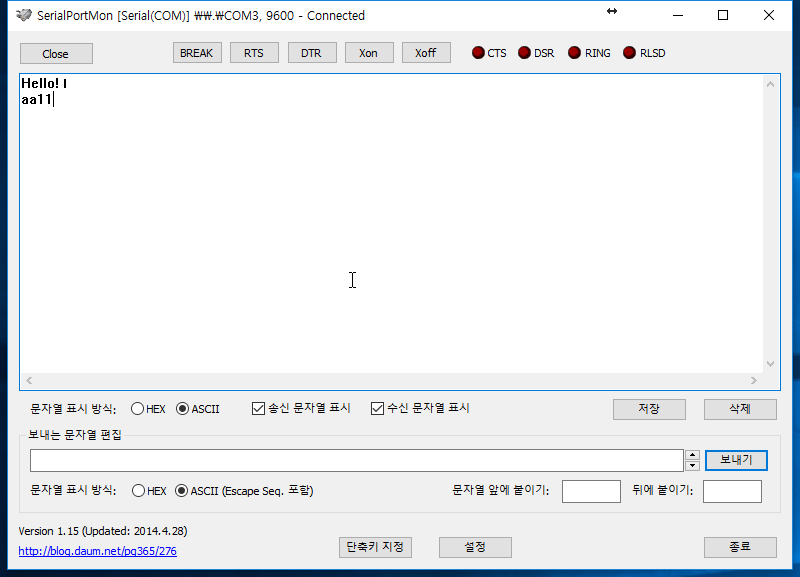 SerialPortMon [Serial(COM)] ₩₩.₩COM3, 9600 - Connected
Close BREAK RTS DTR Xon Xoff CTS DSR RING RLSD
Hello! I
aa11
문자열 표시 방식: HEX ASCII 송신 문자열 표시 수신 문자열 표시 저장 삭제
보내는 문자열 편집
보내기
문자열 표시 방식: HEX ASCII (Escape Seq. 포함) 문자열 앞에 붙이기: 뒤에 붙이기:
Version 1.15 (Updated: 2014.4.28)
http://blog.daum.net/pg365/276
단축키 지정 설정 종료